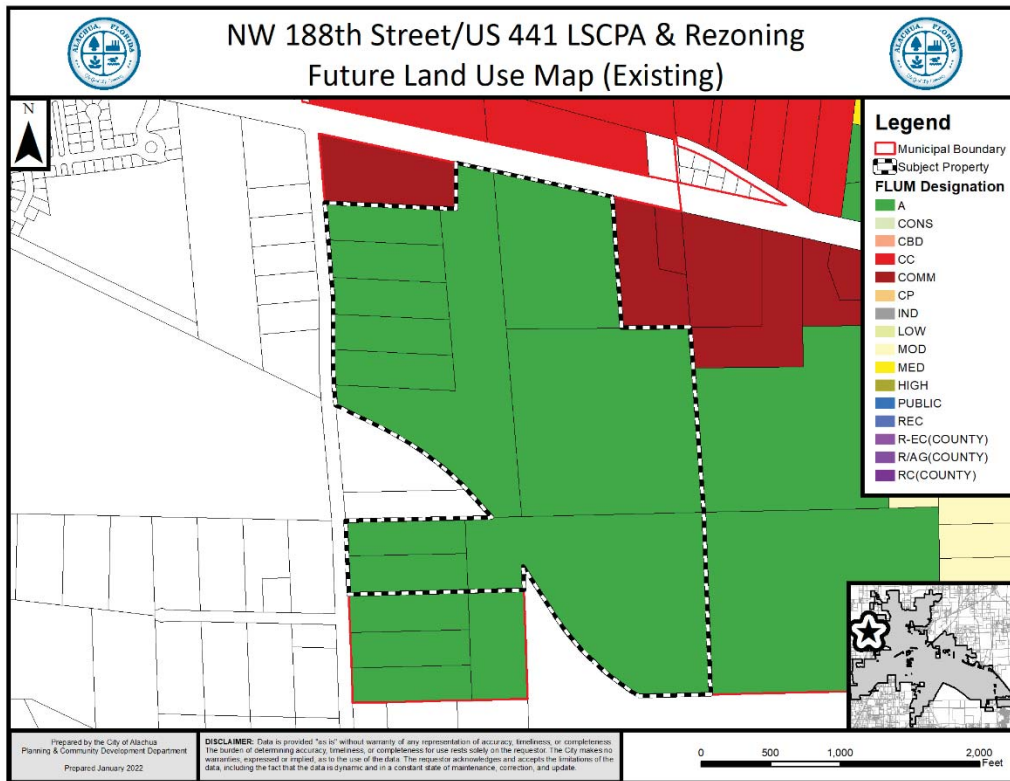 NW 188th Street/US 441 LSCPA & Rezoning
Future Land Use Map (Existing)
ALACHUA, FLORIDA
ALACHUA, FLORIDA
N
Legend
Municipal Boundary
Subject Property
FLUM Designation
A
CONS
CBD
CC
COMM
CP
IND
LOW
MOD
MED
HIGH
PUBLIC
REC
R-EC(COUNTY)
R/AG(COUNTY)
RC(COUNTY)
Prepared by the City of Alachua
Planning & Community Development Department
Prepared January 2022
DISCLAIMER: Data is provided "as is" without warranty of any representation of accuracy, timeliness, or completeness.
The burden of determining accuracy, timeliness, or completeness for use rests solely on the requestor. The City makes no
warranties, expressed or implied, as to the use of the data. The requestor acknowledges and accepts the limitations of the
data, including the fact that the data is dynamic and in a constant state of maintenance, correction, and update.
0 500 1,000 2,000
Feet